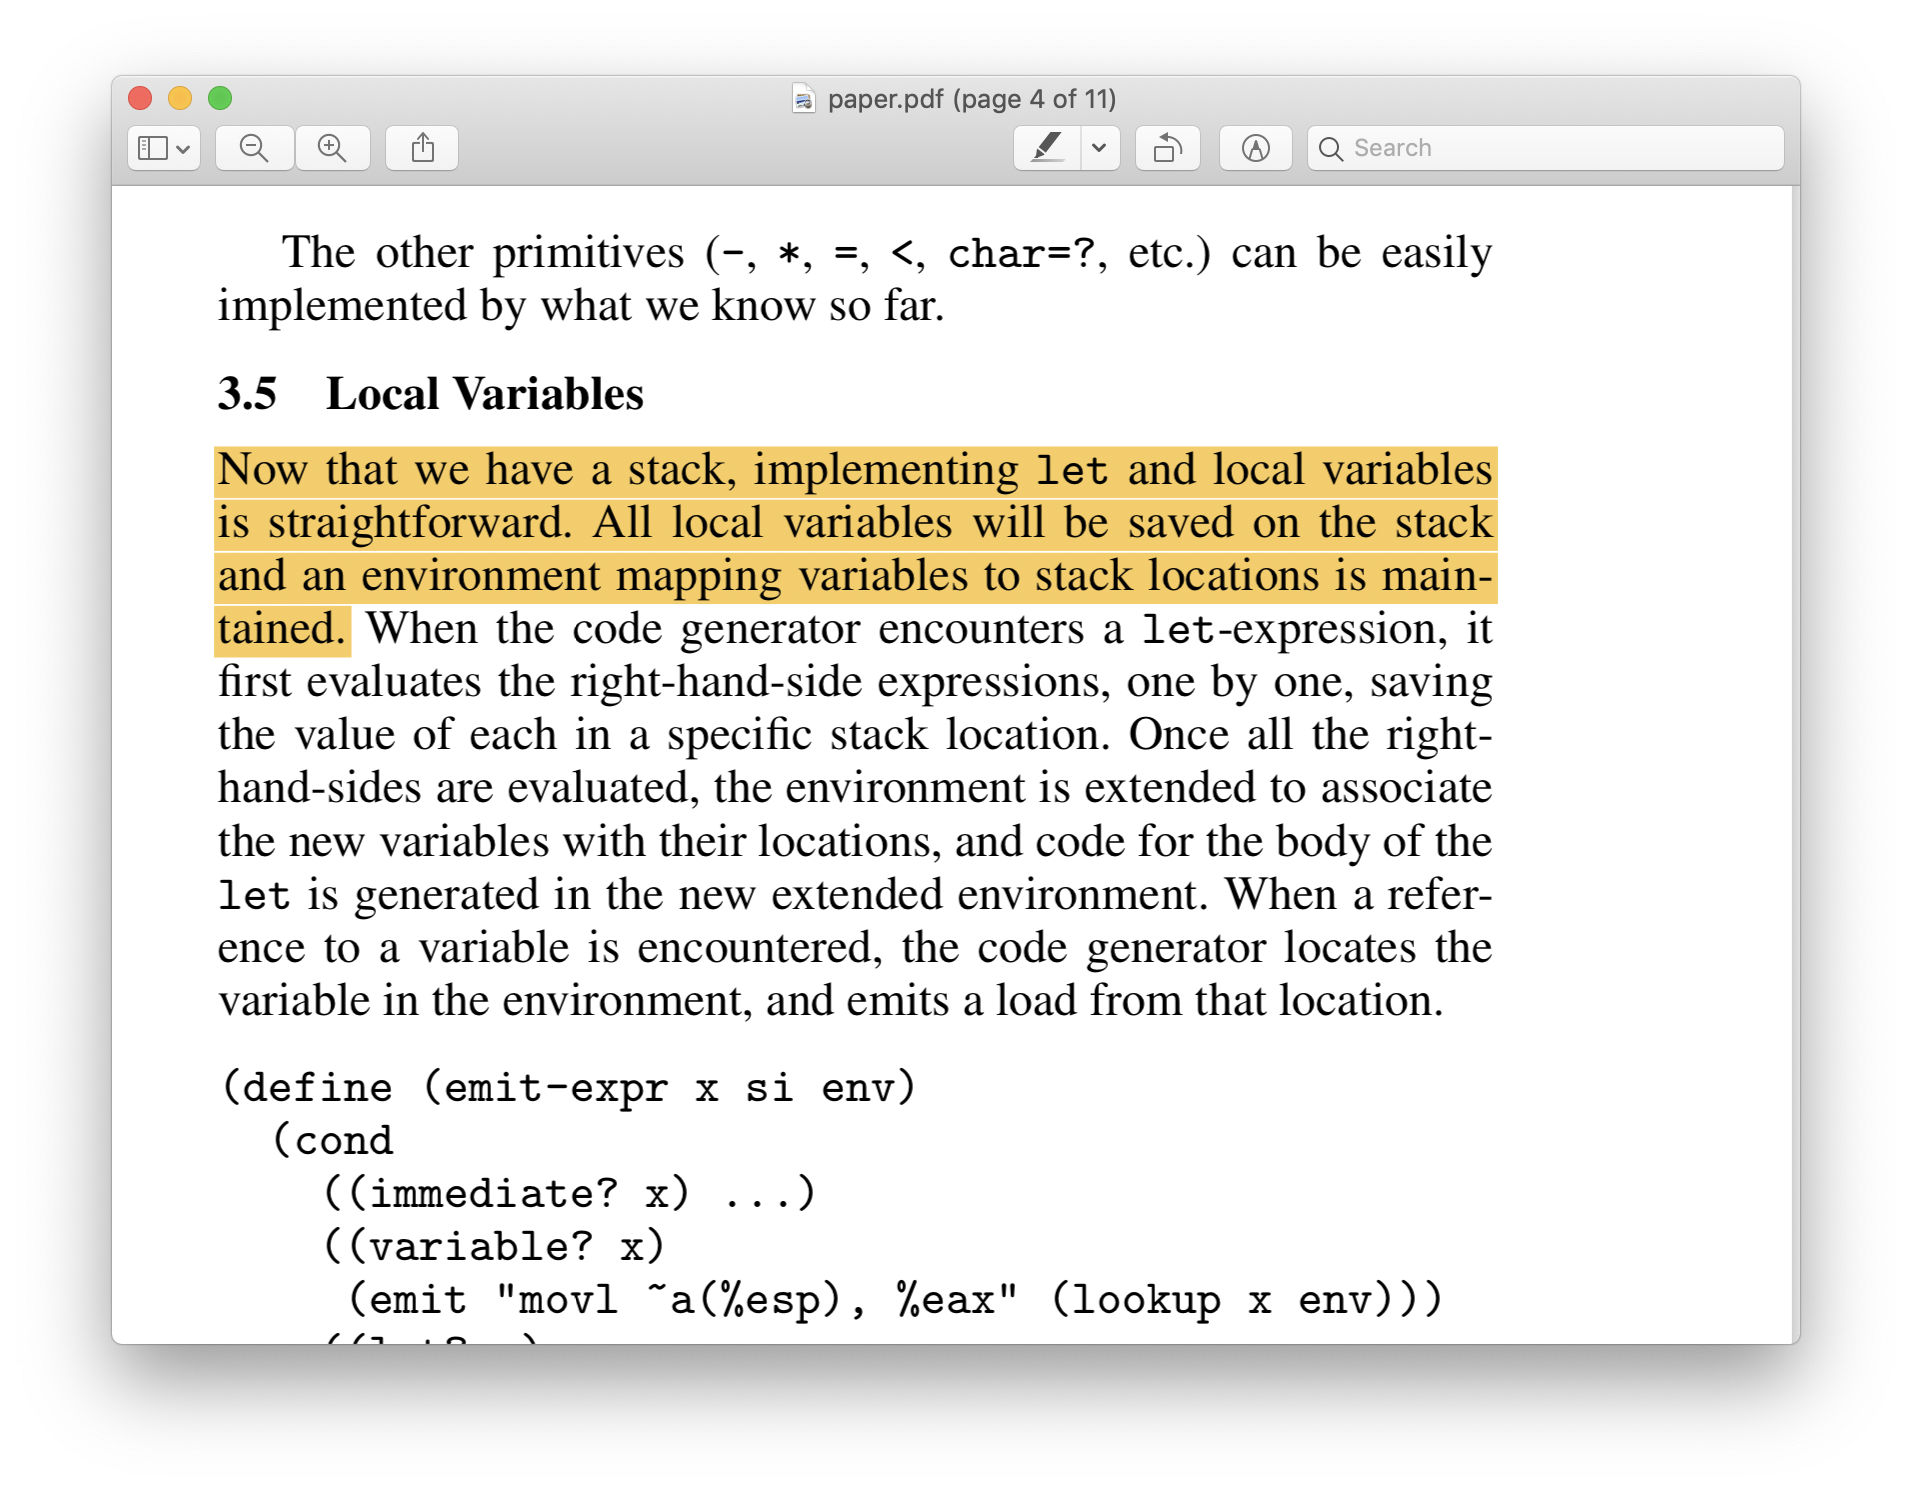 paper.pdf (page 4 of 11)
Search
The other primitives (-, *, =, <, char=?, etc.) can be easily
implemented by what we know so far.
3.5 Local Variables
Now that we have a stack, implementing let and local variables
is straightforward. All local variables will be saved on the stack
and an environment mapping variables to stack locations is main-
tained. When the code generator encounters a let-expression, it
first evaluates the right-hand-side expressions, one by one, saving
the value of each in a specific stack location. Once all the right-
hand-sides are evaluated, the environment is extended to associate
the new variables with their locations, and code for the body of the
let is generated in the new extended environment. When a refer-
ence to a variable is encountered, the code generator locates the
variable in the environment, and emits a load from that location.
(define (emit-expr x si env)
(cond
((immediate? x) ...)
((variable? x)
(emit "movl ~a(%esp), %eax" (lookup x env)))